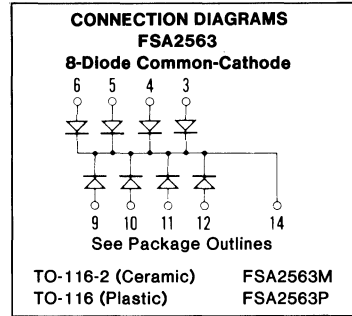 CONNECTION DIAGRAMS
FSA2563
8-Diode Common-Cathode
6 5 4 3
9 10 11 12 14
See Package Outlines
TO-116-2 (Ceramic) FSA2563M
TO-116 (Plastic) FSA2563P